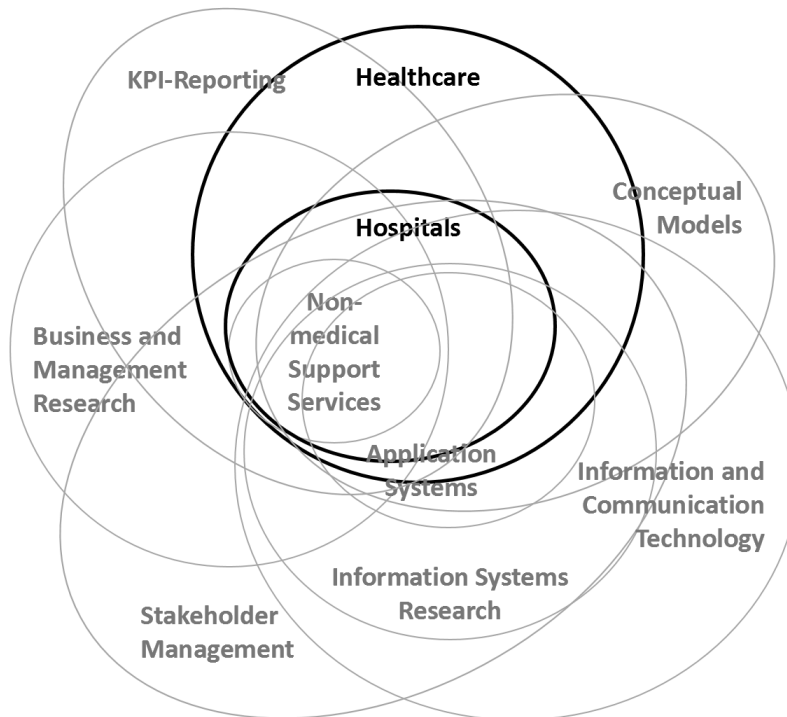 KPI-Reporting
Healthcare
Conceptual
Models
Hospitals
Non-
medical
Support
Services
Business and
Management
Research
Application
Systems
Information and
Communication
Technology
Information Systems
Research
Stakeholder
Management